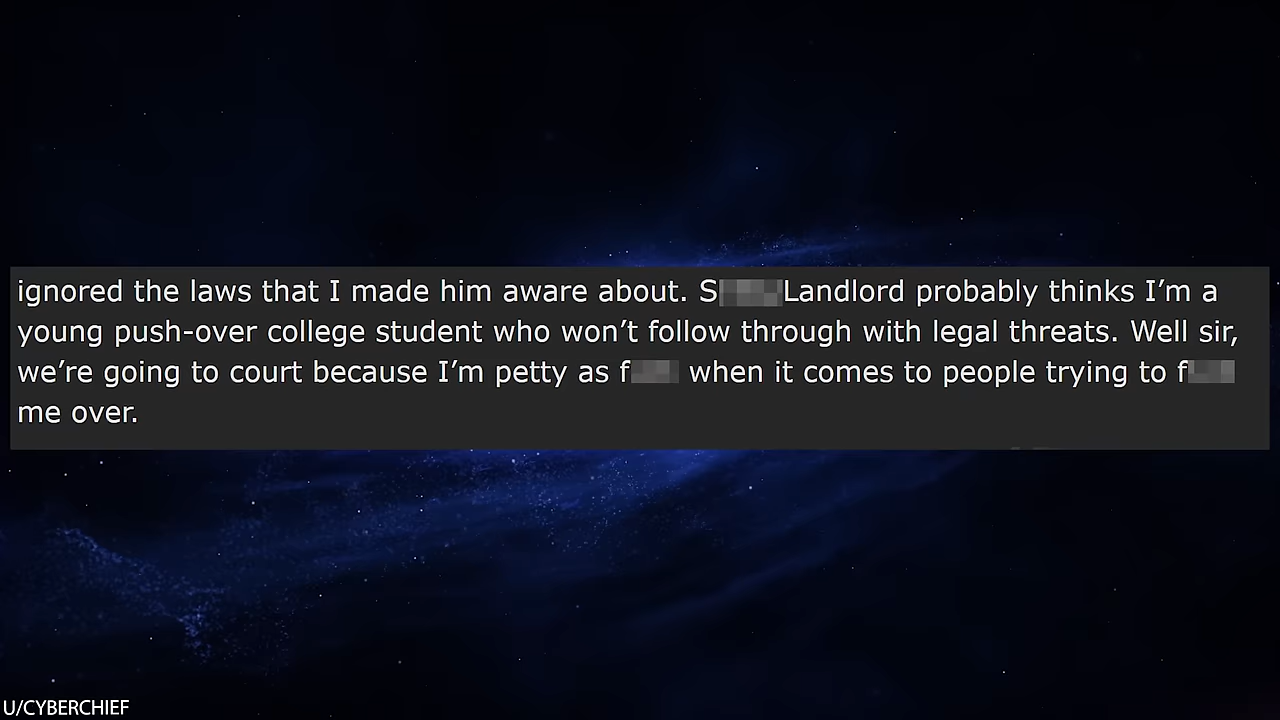 ignored the laws that I made him aware about. S Landlord probably thinks I’m a
young push-over college student who won’t follow through with legal threats. Well sir,
we’re going to court because I’m petty as f when it comes to people trying to f
me over.
U/CYBERCHIEF